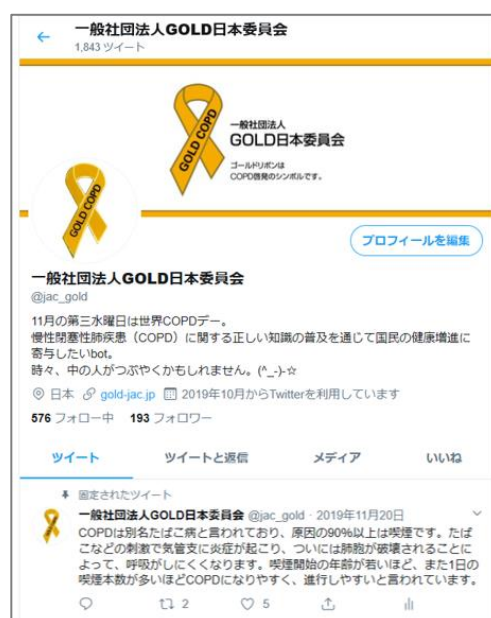 一般社団法人GOLD日本委員会
1,843 ツイート
GOLD COPD
一般社団法人
GOLD日本委員会
ゴールドリボンは
COPD啓発のシンボルです。
GOLD COPD
プロフィールを編集
一般社団法人GOLD日本委員会
@jac_gold
11月の第三水曜日は世界COPDデー。
慢性閉塞性肺疾患（COPD）に関する正しい知識の普及を通じて国民の健康増進に
寄与したいbot。
時々、中の人がつぶやくかもしれません。(^_-)-☆
日本 gold-jac.jp 2019年10月からTwitterを利用しています
576 フォロー中 193 フォロワー
ツイート ツイートと返信 メディア いいね
固定されたツイート
一般社団法人GOLD日本委員会 @jac_gold · 2019年11月20日
COPDは別名たばこ病と言われており、原因の90%以上は喫煙です。たば
こなどの刺激で気管支に炎症が起こり、ついには肺胞が破壊されることに
よって、呼吸がしにくくなります。喫煙開始の年齢が若いほど、また1日の
喫煙本数が多いほどCOPDになりやすく、進行しやすいと言われています。
2 5